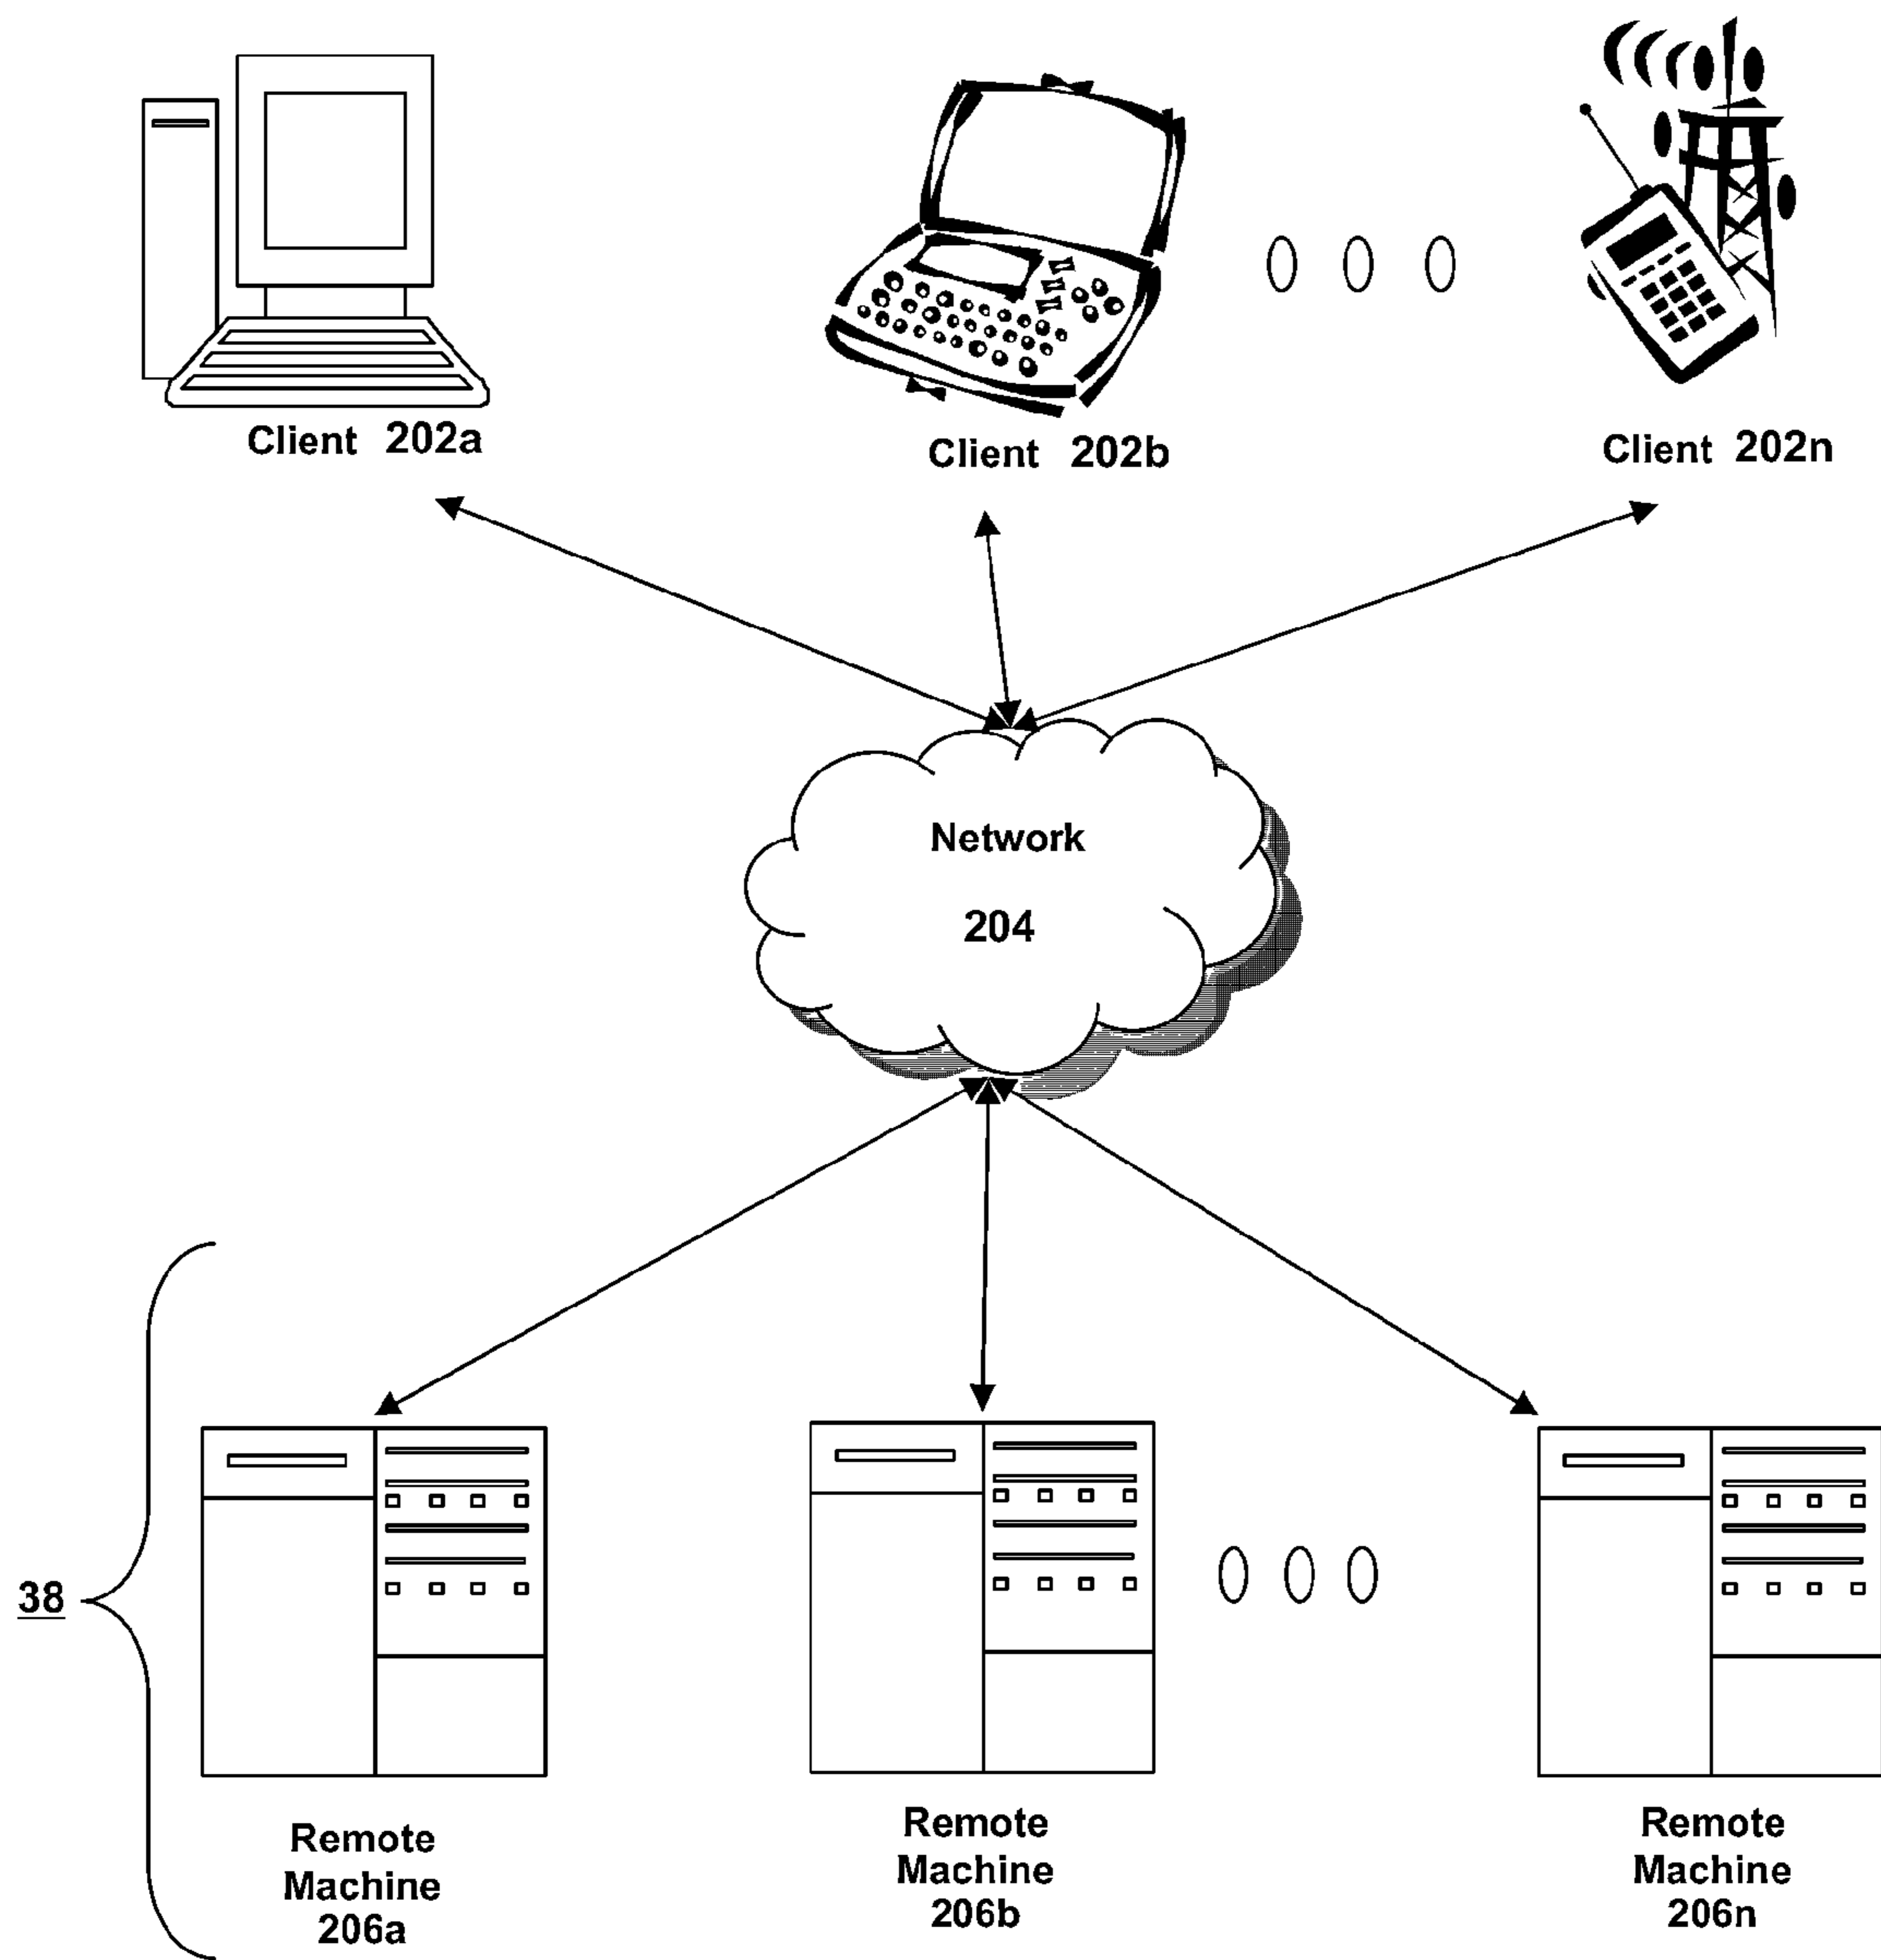 Client 202a
Client 202b
Client 202n
Network
204
38
Remote
Machine
206a
Remote
Machine
206b
Remote
Machine
206n